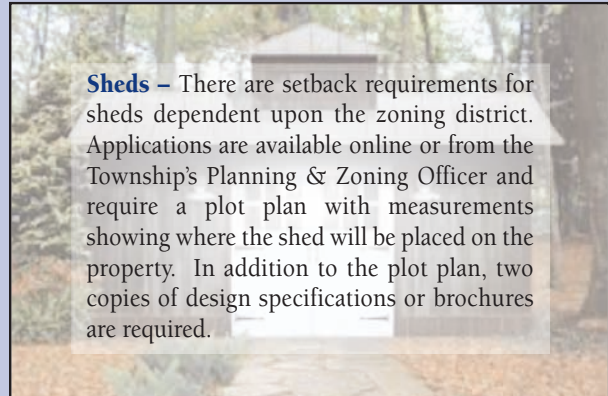 Sheds – There are setback requirements for
sheds dependent upon the zoning district.
Applications are available online or from the
Township's Planning & Zoning Officer and
require a plot plan with measurements
showing where the shed will be placed on the
property. In addition to the plot plan, two
copies of design specifications or brochures
are required.